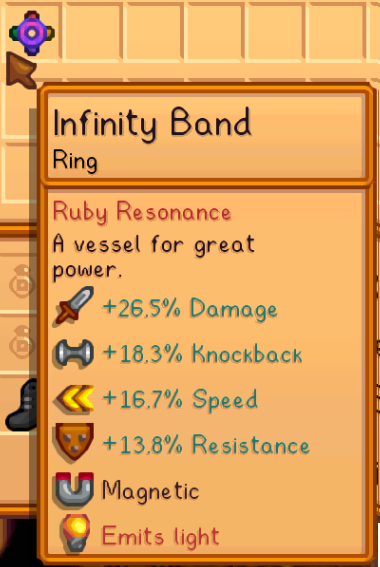 Infinity Band
Ring
Ruby Resonance
A vessel for great
power.
+26.5% Damage
+18.3% Knockback
+16.7% Speed
+13.8% Resistance
Magnetic
Emits light